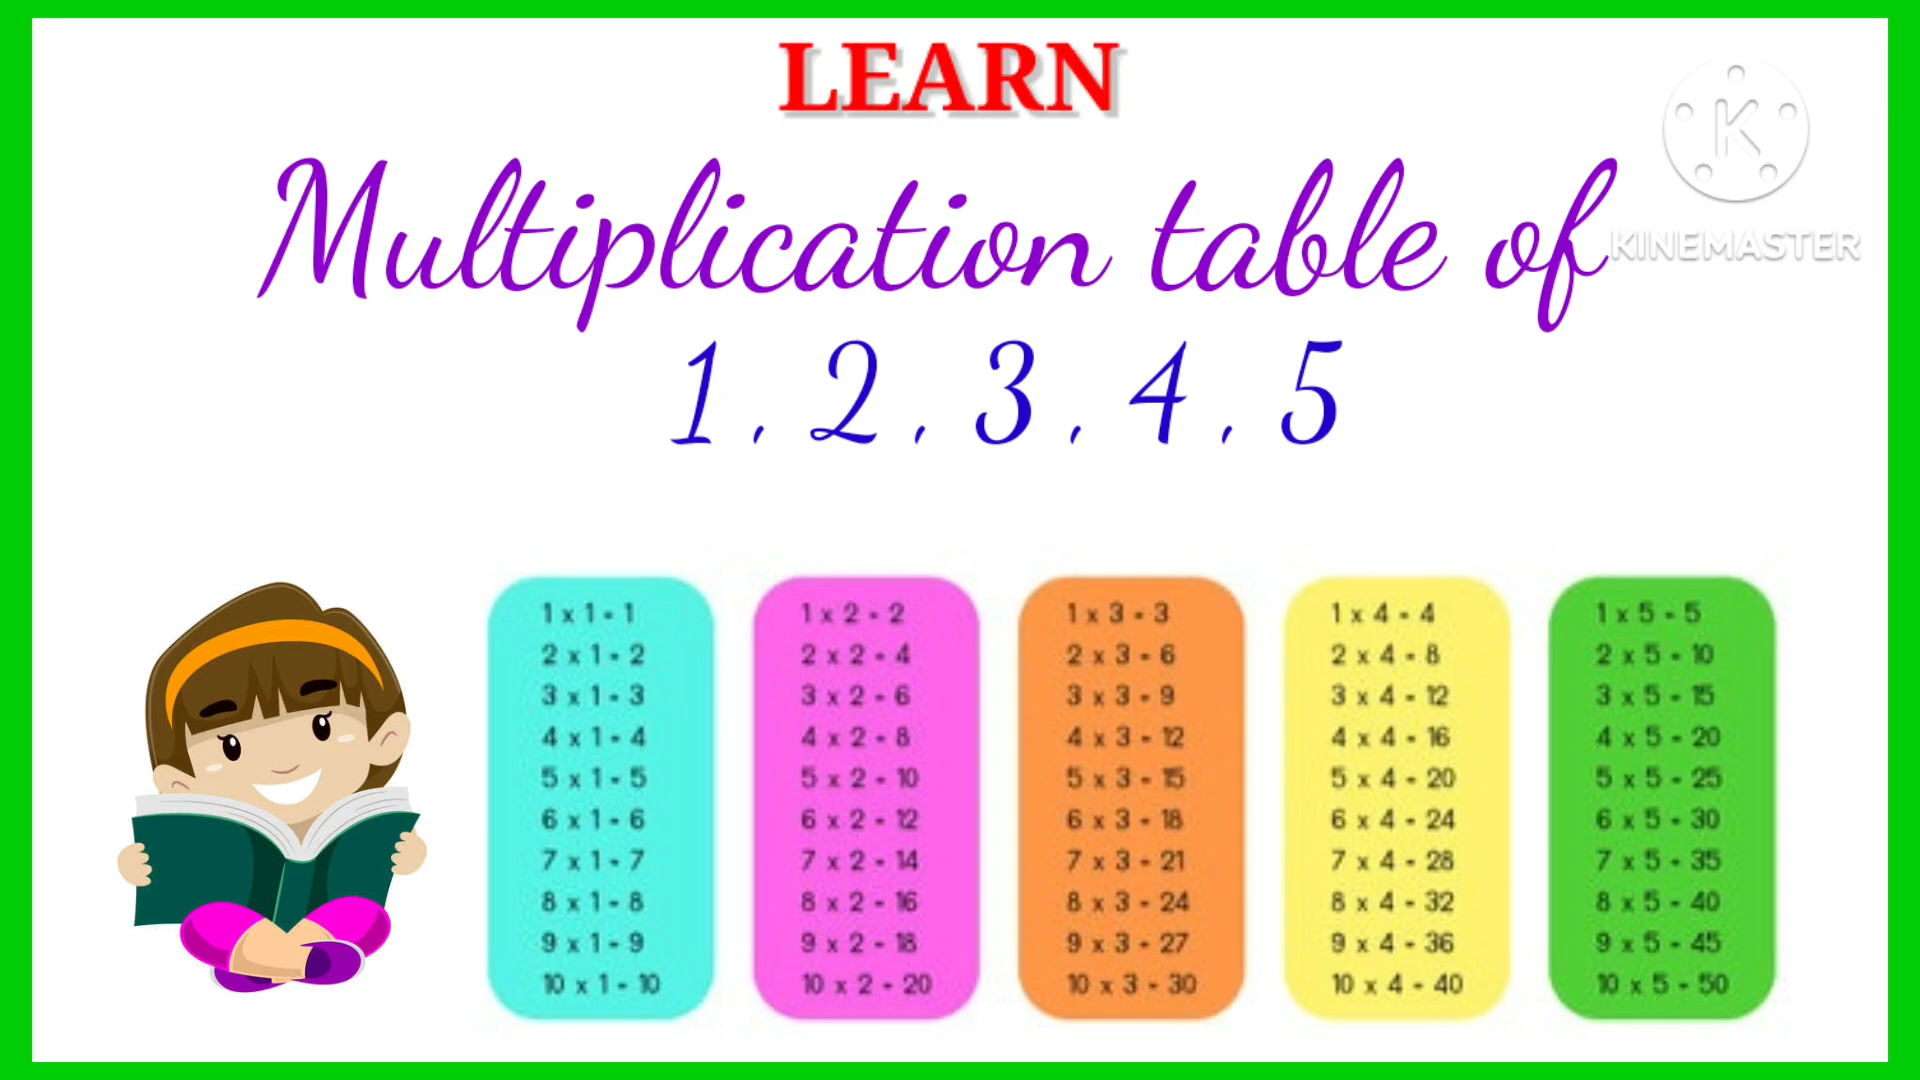 LEARN
K
KINEMASTER
Multiplication table of
1, 2, 3, 4, 5
1 x 1 = 1
2 x 1 = 2
3 x 1 = 3
4 x 1 = 4
5 x 1 = 5
6 x 1 = 6
7 x 1 = 7
8 x 1 = 8
9 x 1 = 9
10 x 1 = 10
1 x 2 = 2
2 x 2 = 4
3 x 2 = 6
4 x 2 = 8
5 x 2 = 10
6 x 2 = 12
7 x 2 = 14
8 x 2 = 16
9 x 2 = 18
10 x 2 = 20
1 x 3 = 3
2 x 3 = 6
3 x 3 = 9
4 x 3 = 12
5 x 3 = 15
6 x 3 = 18
7 x 3 = 21
8 x 3 = 24
9 x 3 = 27
10 x 3 = 30
1 x 4 = 4
2 x 4 = 8
3 x 4 = 12
4 x 4 = 16
5 x 4 = 20
6 x 4 = 24
7 x 4 = 28
8 x 4 = 32
9 x 4 = 36
10 x 4 = 40
1 x 5 = 5
2 x 5 = 10
3 x 5 = 15
4 x 5 = 20
5 x 5 = 25
6 x 5 = 30
7 x 5 = 35
8 x 5 = 40
9 x 5 = 45
10 x 5 = 50